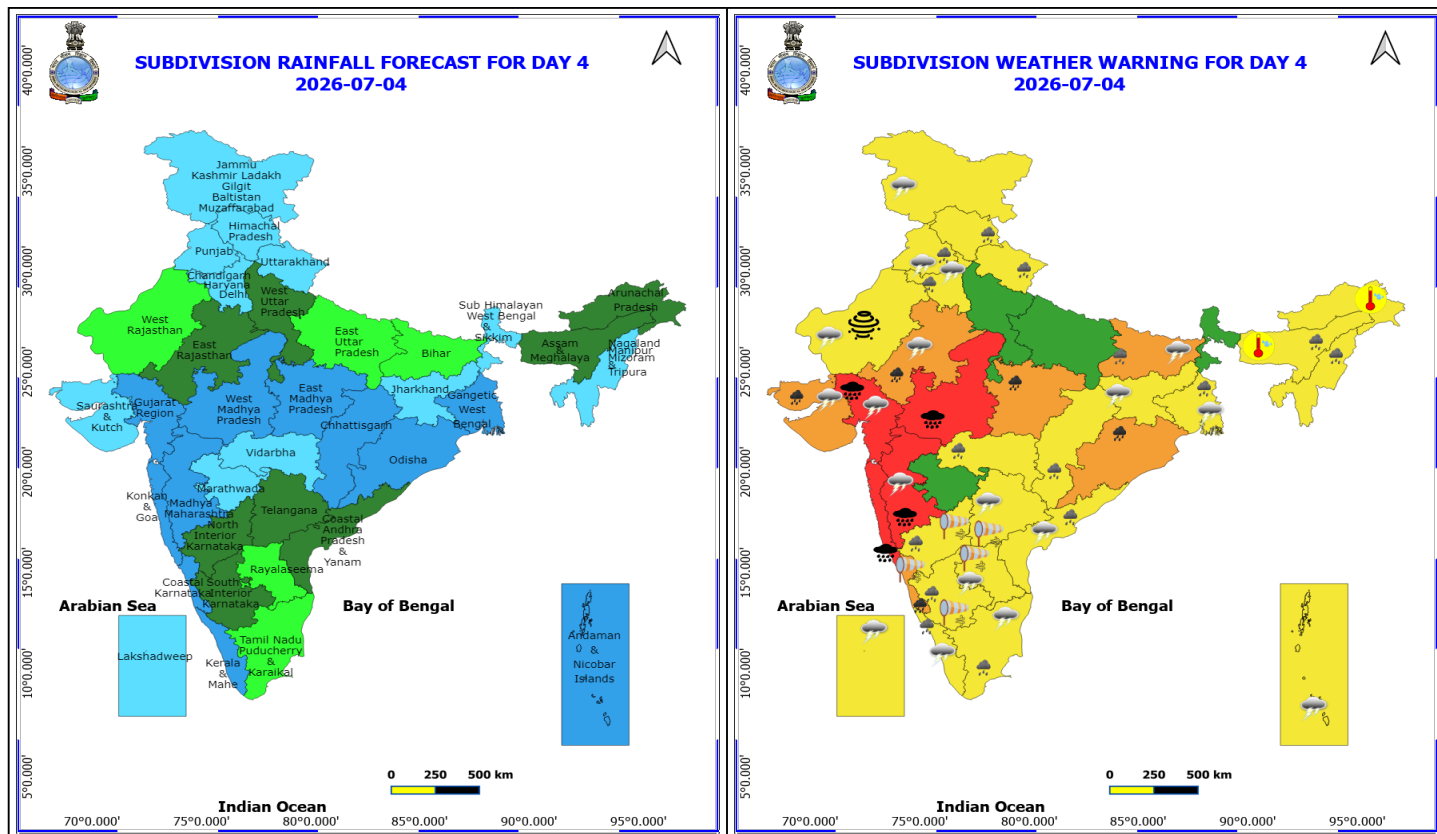 SUBDIVISION RAINFALL FORECAST FOR DAY 4
2026-07-04
40°0.000'
35°0.000'
30°0.000'
25°0.000'
20°0.000'
15°0.000'
10°0.000'
5°0.000'
Jammu
Kashmir Ladakh
Gilgit
Baltistan
Muzaffarabad
Himachal
Pradesh
Punjab
Uttarakhand
Chandigarh
Haryana
Delhi
West
Uttar
Pradesh
West
Rajasthan
East
Rajasthan
East
Uttar
Pradesh
Bihar
Sub Himalayan
West Bengal
&
Sikkim
Arunachal
Pradesh
Assam
&
Meghalaya
Nagaland
Manipur
Mizoram
&
Tripura
Saurashtra
&
Kutch
Gujarat
Region
West
Madhya
Pradesh
East
Madhya
Pradesh
Jharkhand
Gangetic
West
Bengal
Chhattisgarh
Vidarbha
Odisha
Marathwada
Konkan
&
Goa
Madhya
Maharashtra
Telangana
North
Interior
Karnataka
Coastal
Andhra
Pradesh
&
Yanam
Rayalaseema
Coastal
Karnataka
South
Interior
Karnataka
Arabian Sea
Bay of Bengal
Lakshadweep
Tamil Nadu
Puducherry
&
Karaikal
Kerala
&
Mahe
Andaman
&
Nicobar
Islands
0 250 500 km
Indian Ocean
70°0.000' 75°0.000' 80°0.000' 85°0.000' 90°0.000' 95°0.000'
SUBDIVISION WEATHER WARNING FOR DAY 4
2026-07-04
40°0.000'
35°0.000'
30°0.000'
25°0.000'
20°0.000'
15°0.000'
10°0.000'
5°0.000'
Arabian Sea
Bay of Bengal
0 250 500 km
Indian Ocean
70°0.000' 75°0.000' 80°0.000' 85°0.000' 90°0.000' 95°0.000'